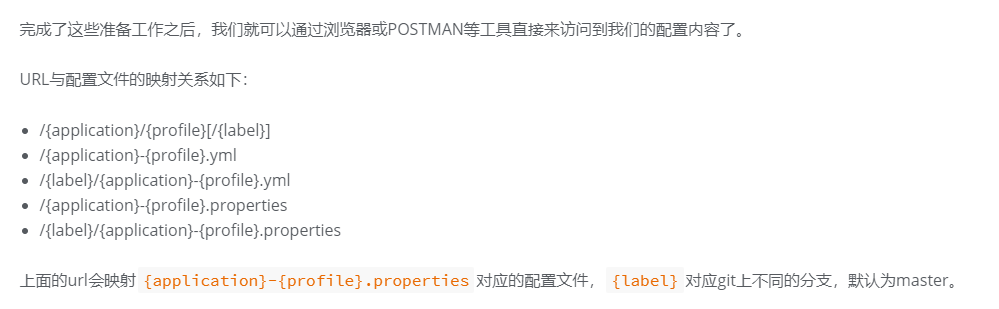 完成了这些准备工作之后，我们就可以通过浏览器或POSTMAN等工具直接来访问到我们的配置内容了。
URL与配置文件的映射关系如下：
• /{application}/{profile}[/{label}]
• /{application}-{profile}.yml
• /{label}/{application}-{profile}.yml
• /{application}-{profile}.properties
• /{label}/{application}-{profile}.properties
上面的url会映射 {application}-{profile}.properties 对应的配置文件， {label} 对应git上不同的分支，默认为master。